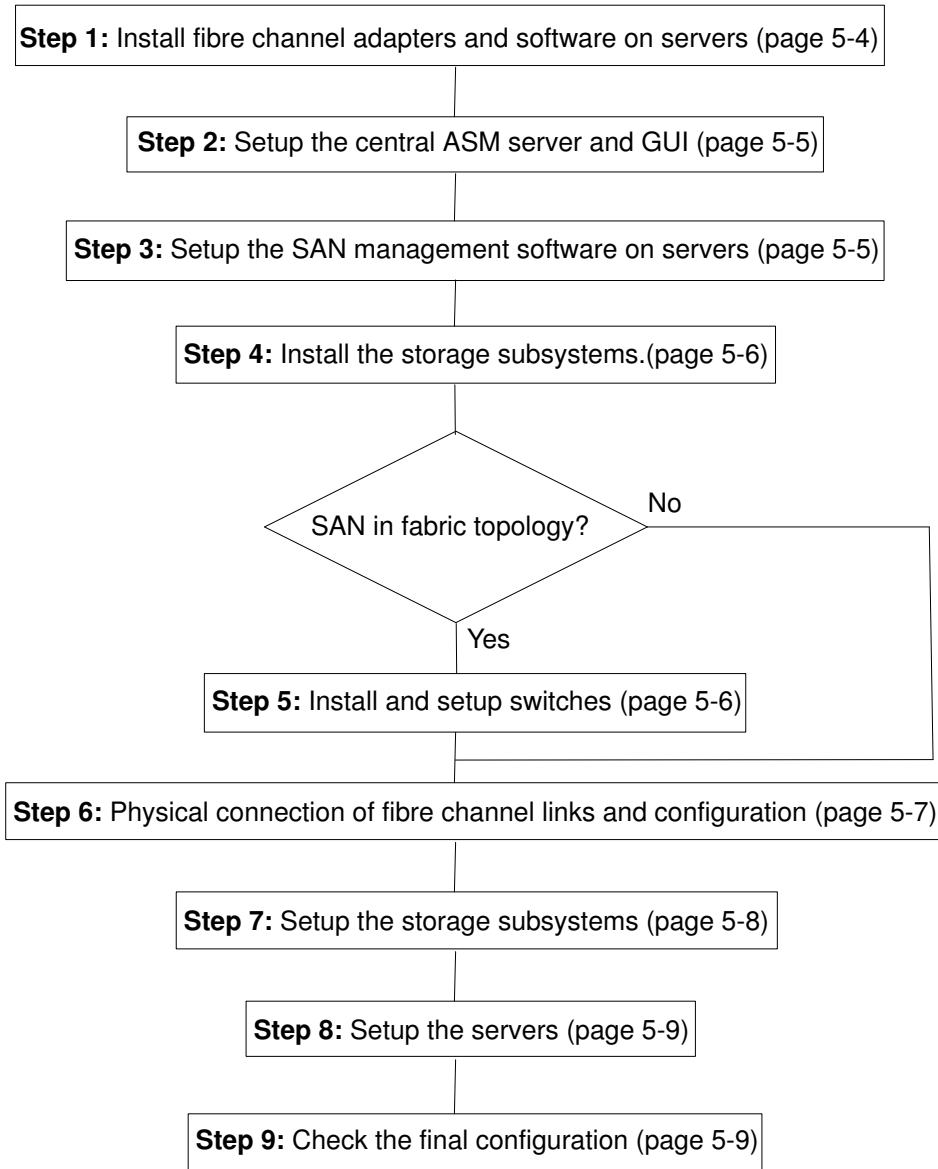 Step 1: Install fibre channel adapters and software on servers (page 5-4)
Step 2: Setup the central ASM server and GUI (page 5-5)
Step 3: Setup the SAN management software on servers (page 5-5)
Step 4: Install the storage subsystems.(page 5-6)
SAN in fabric topology?
No
Yes
Step 5: Install and setup switches (page 5-6)
Step 6: Physical connection of fibre channel links and configuration (page 5-7)
Step 7: Setup the storage subsystems (page 5-8)
Step 8: Setup the servers (page 5-9)
Step 9: Check the final configuration (page 5-9)